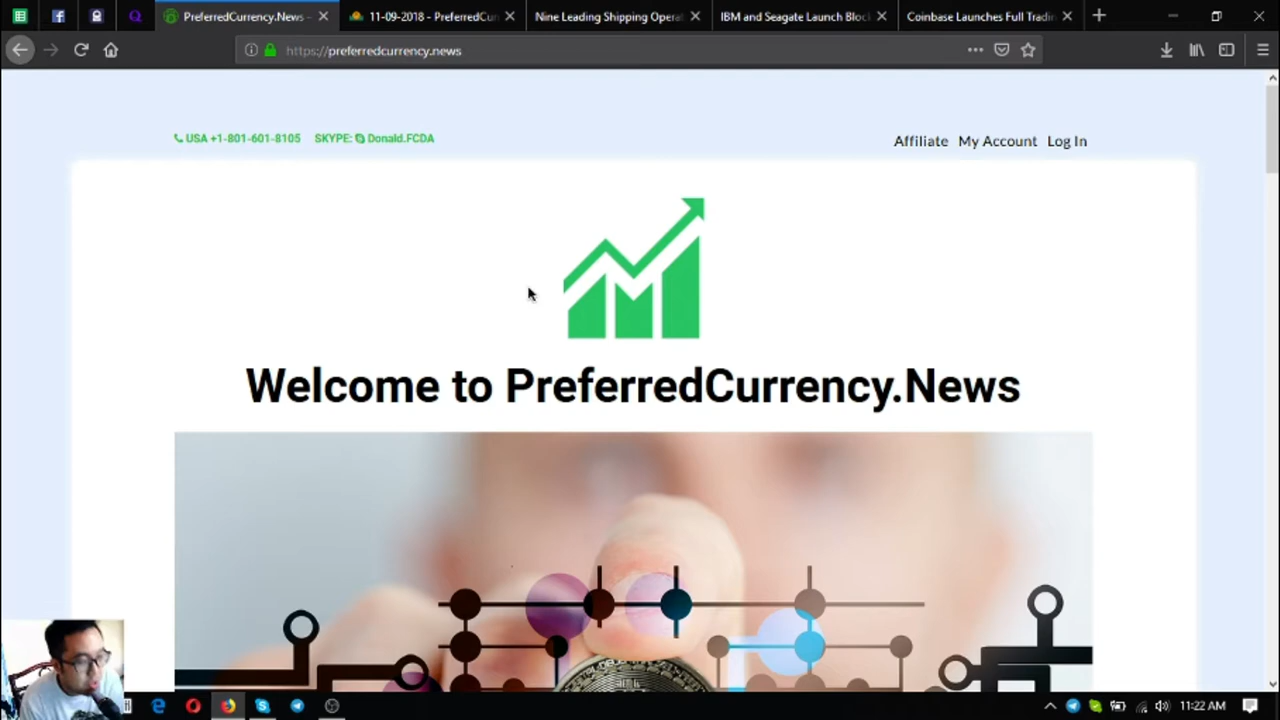 PreferredCurrency.News –
11-09-2018 - PreferredCur
Nine Leading Shipping Operat
IBM and Seagate Launch Bloc
Coinbase Launches Full Tradin
https://preferredcurrency.news
USA +1-801-601-8105 SKYPE: Donald.FCDA
Affiliate My Account Log In
Welcome to PreferredCurrency.News
11:22 AM